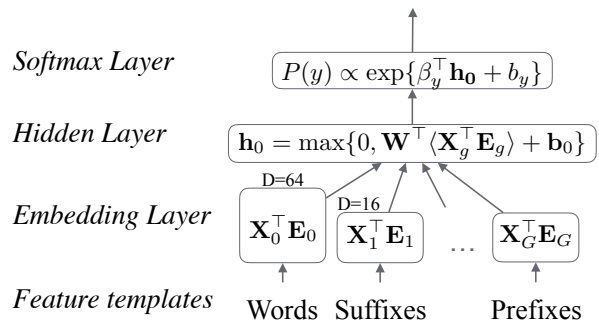 Softmax Layer P(y) ∝ exp{β_y^⊤ h_0 + b_y}
Hidden Layer h_0 = max{0, W^⊤ ⟨X_g^⊤ E_g⟩ + b_0}
D=64
D=16
Embedding Layer X_0^⊤ E_0 X_1^⊤ E_1 ... X_G^⊤ E_G
Feature templates Words Suffixes Prefixes